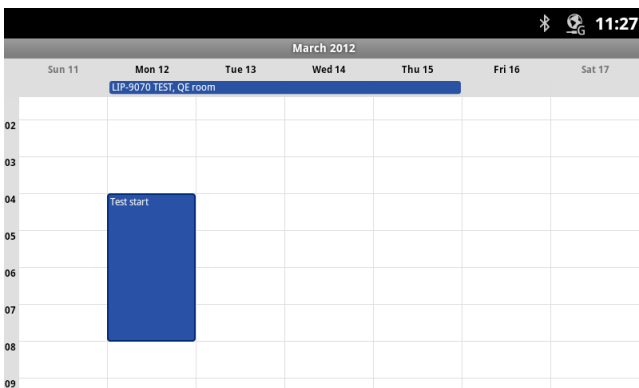 G 11:27
March 2012
Sun 11 Mon 12 Tue 13 Wed 14 Thu 15 Fri 16 Sat 17
LIP-9070 TEST, QE room
02
03
04 Test start
05
06
07
08
09